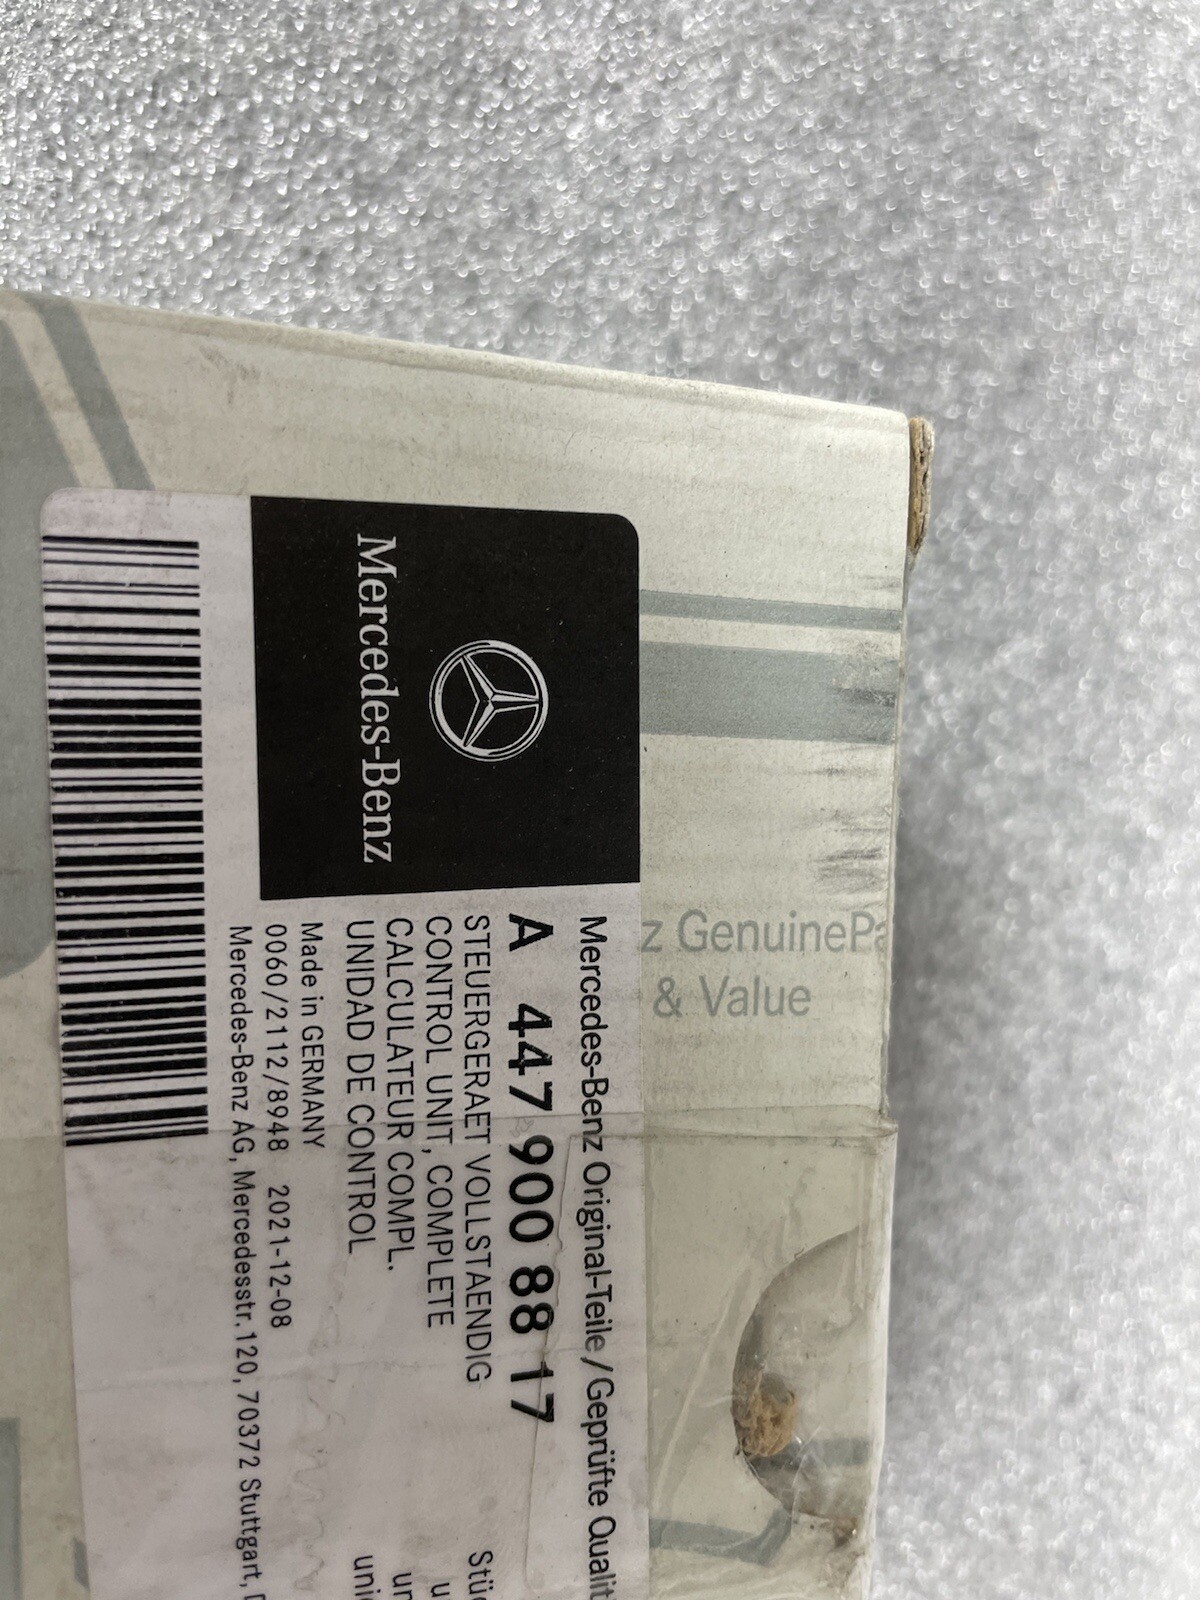 Mercedes-Benz
Mercedes-Benz Original-Teile/Geprüfte
A 447 900 88 17
STEUERGERAET VOLLSTAENDIG
CONTROL UNIT, COMPLETE
CALCULATEUR COMPL.
UNIDAD DE CONTROL
Made in GERMANY
0060/2112/8948 2021-12-08
Mercedes-Benz AG, Mercedesstr.120, 70372 Stuttgart,
z GenuinePa
& Value